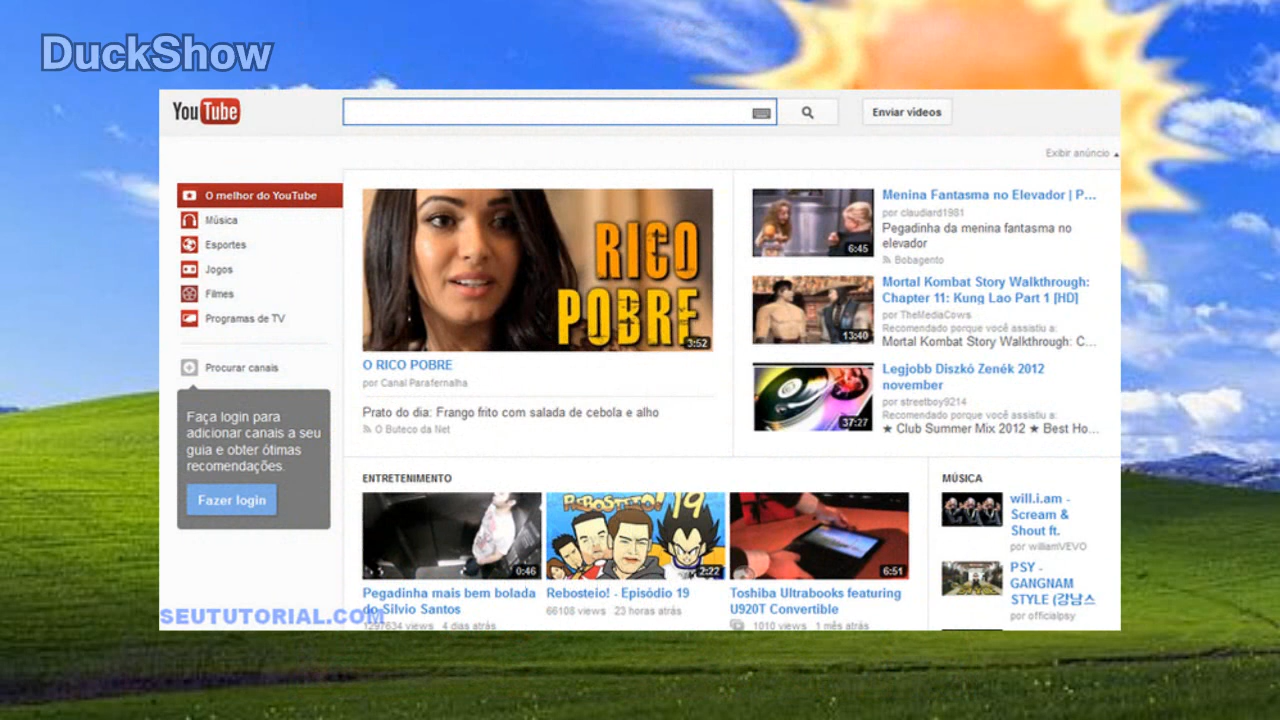 DuckShow
YouTube
Enviar vídeos
Exibir anúncio
O melhor do YouTube
Música
Esportes
Jogos
Filmes
Programas de TV
Procurar canais
Faça login para
adicionar canais a seu
guia e obter ótimas
recomendações.
Fazer login
RICO
POBRE
3:52
O RICO POBRE
por Canal Parafernalha
Prato do dia: Frango frito com salada de cebola e alho
O Buteco da Net
6:45
Menina Fantasma no Elevador | P...
por claudiard1981
Pegadinha da menina fantasma no
elevador
Bobagento
13:40
Mortal Kombat Story Walkthrough:
Chapter 11: Kung Lao Part 1 [HD]
por TheMediaCows
Recomendado porque você assistiu a:
Mortal Kombat Story Walkthrough: C...
37:27
Legjobb Diszkó Zenék 2012
november
por streetboy9214
Recomendado porque você assistiu a:
★ Club Summer Mix 2012 ★ Best Ho...
ENTRETENIMENTO
0:46
Pegadinha mais bem bolada
do Silvio Santos
1297634 views 4 dias atrás
REBOSTEIO! 19
2:22
Rebosteio! - Episódio 19
66108 views 23 horas atrás
6:51
Toshiba Ultrabooks featuring
U920T Convertible
1010 views 1 mês atrás
MÚSICA
will.i.am -
Scream &
Shout ft.
por williamVEVO
PSY -
GANGNAM
STYLE (강남스
por officialpsy
SEUTUTORIAL.COM